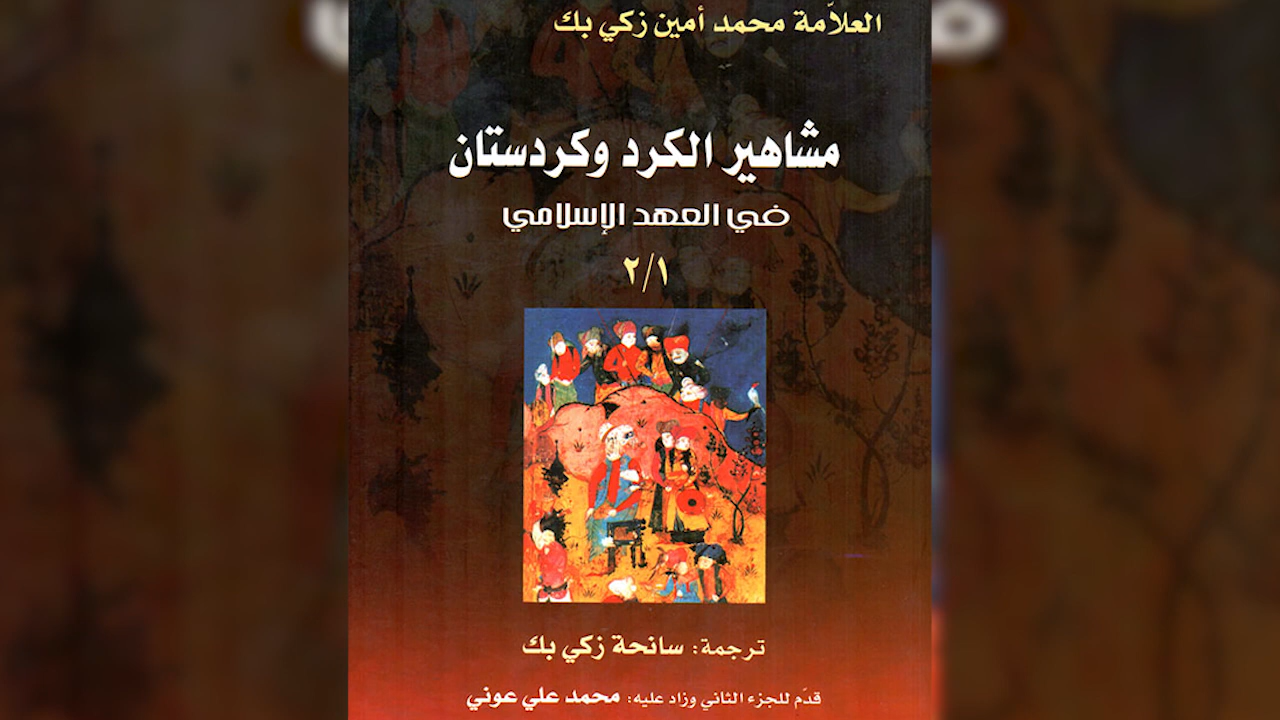 العلاّمة محمد أمين زكي بك
مشاهير الكرد وكردستان
في العهد الإسلامي
٢/١
ترجمة: سانحة زكي بك
قدّم للجزء الثاني وزاد عليه: محمد علي عوني